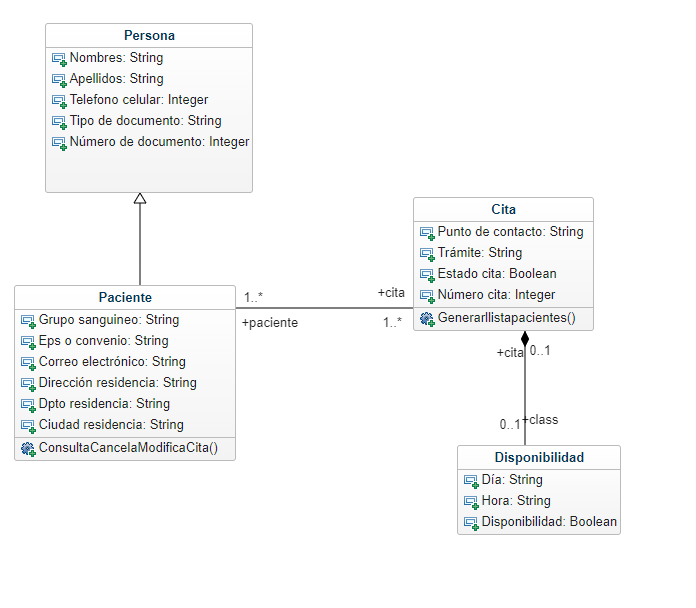 Persona
Nombres: String
Apellidos: String
Telefono celular: Integer
Tipo de documento: String
Número de documento: Integer
Cita
Punto de contacto: String
Trámite: String
Estado cita: Boolean
Número cita: Integer
Generarllistapacientes()
Paciente
Grupo sanguineo: String
Eps o convenio: String
Correo electrónico: String
Dirección residencia: String
Dpto residencia: String
Ciudad residencia: String
ConsultaCancelaModificaCita()
1..*
+cita
+paciente
1..*
+cita
0..1
0..1
+class
Disponibilidad
Día: String
Hora: String
Disponibilidad: Boolean